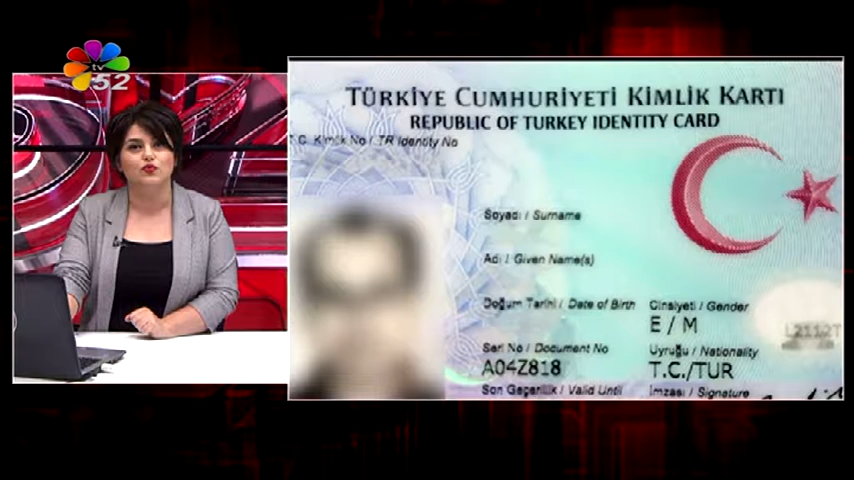 tv
52
TÜRKİYE CUMHURİYETİ KİMLİK KARTI
REPUBLIC OF TURKEY IDENTITY CARD
T.C. Kimlik No / TR Identity No
Soyadı / Surname
Adı / Given Name(s)
Doğum Tarihi / Date of Birth
Cinsiyeti / Gender
E / M
Seri No / Document No
Uyruğu / Nationality
A04Z818
T.C./TUR
Son Geçerlilik / Valid Until
İmzası / Signature